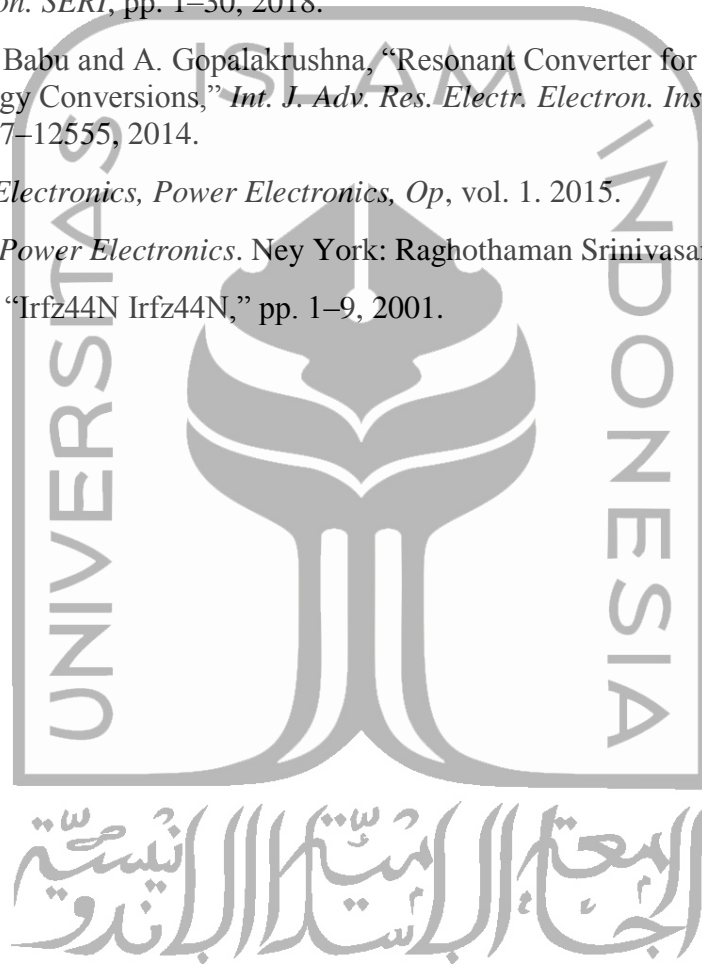 on. SERI, pp. 1–30, 2018.
Babu and A. Gopalakrushna, “Resonant Converter for
gy Conversions,” Int. J. Adv. Res. Electr. Electron. Ins
7–12555, 2014.
Electronics, Power Electronics, Op, vol. 1. 2015.
Power Electronics. Ney York: Raghothaman Srinivasan
“Irfz44N Irfz44N,” pp. 1–9, 2001.
ISLAM
UNIVERSITAS
INDONESIA
الجامعة الإسلامية الإندونيسية